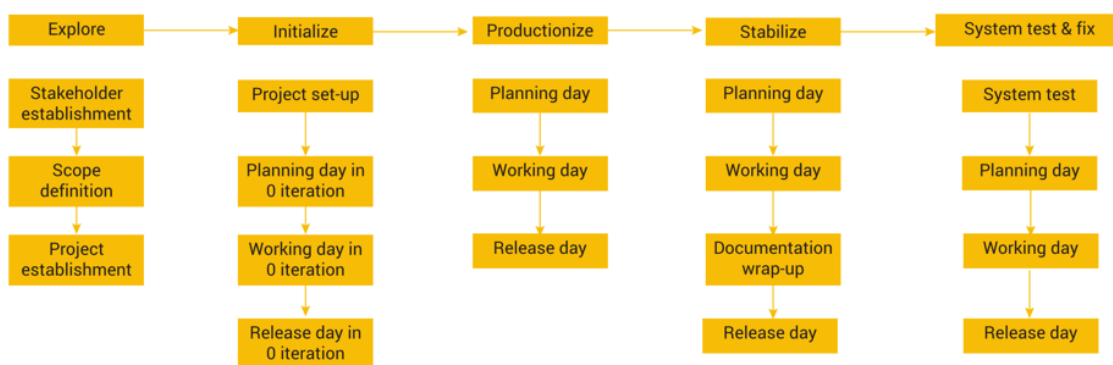 Explore
Initialize
Productionize
Stabilize
System test & fix
Stakeholder
establishment
Scope
definition
Project
establishment
Project set-up
Planning day in
0 iteration
Working day in
0 iteration
Release day in
0 iteration
Planning day
Working day
Release day
Planning day
Working day
Documentation
wrap-up
Release day
System test
Planning day
Working day
Release day